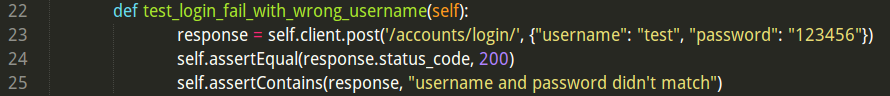 22 def test_login_fail_with_wrong_username(self):
23 response = self.client.post('/accounts/login/', {"username": "test", "password": "123456"})
24 self.assertEqual(response.status_code, 200)
25 self.assertContains(response, "username and password didn't match")